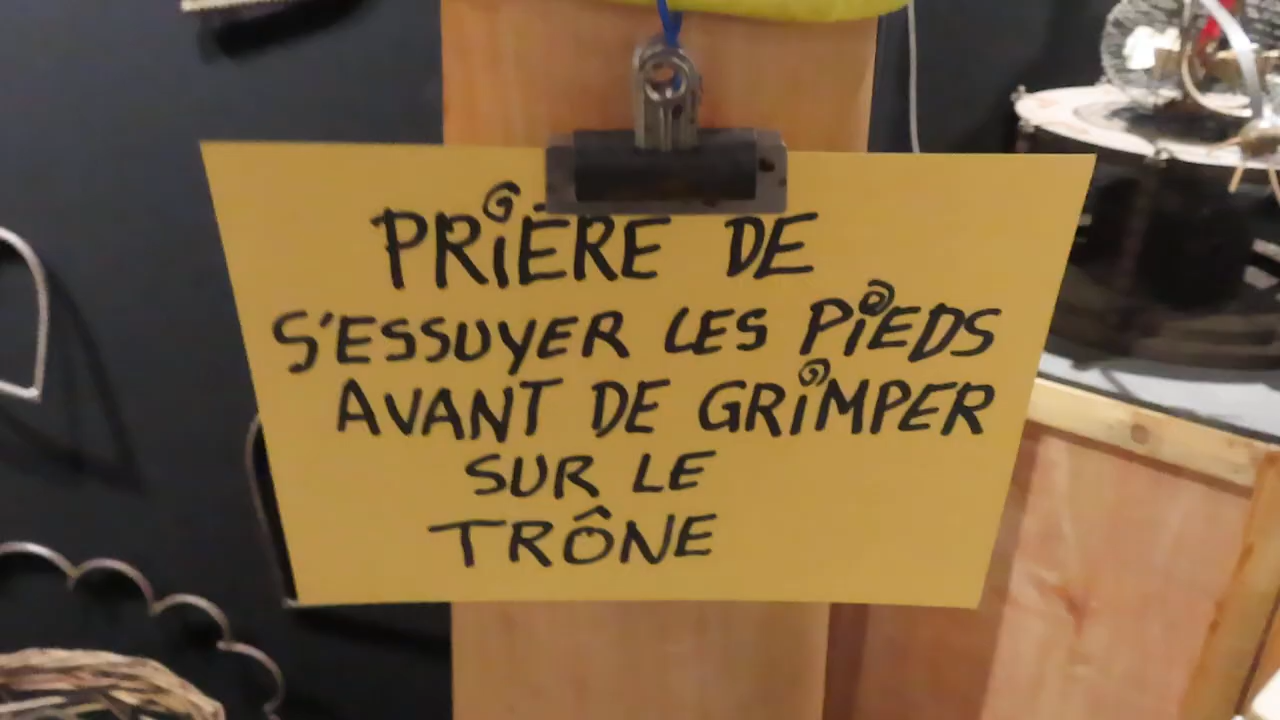 PRIÈRE DE
S'ESSUYER LES PIEDS
AVANT DE GRIMPER
SUR LE
TRÔNE